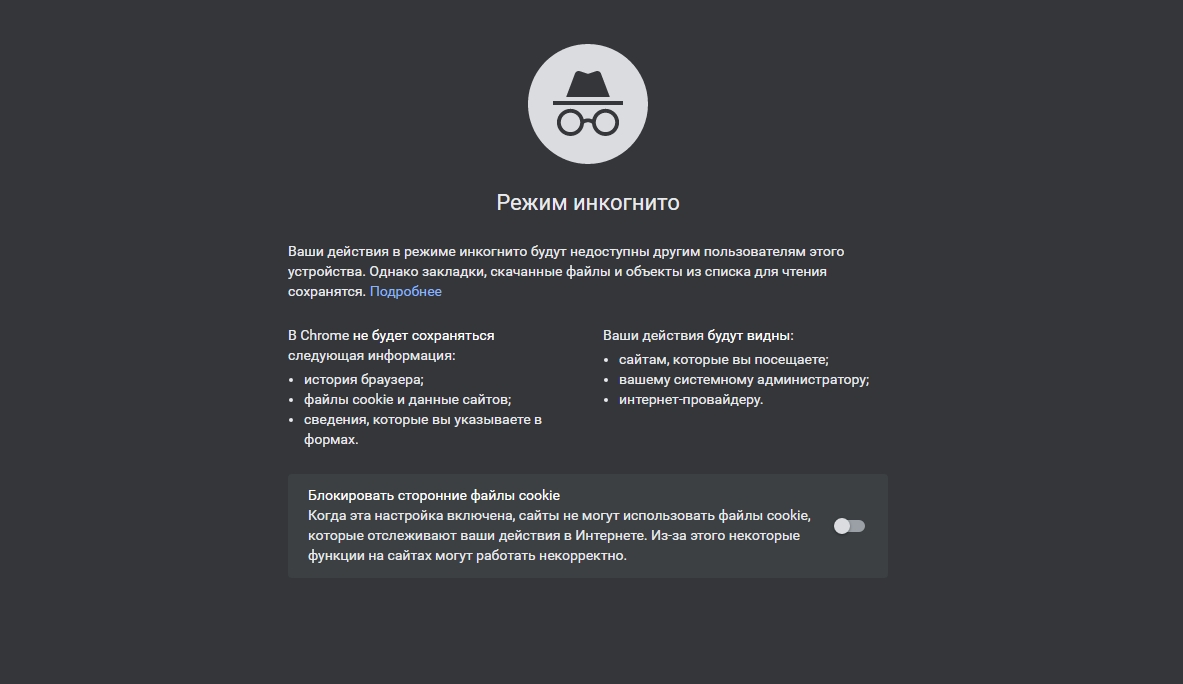 Режим инкогнито
Ваши действия в режиме инкогнито будут недоступны другим пользователям этого
устройства. Однако закладки, скачанные файлы и объекты из списка для чтения
сохранятся. Подробнее
В Chrome не будет сохраняться
следующая информация:
• история браузера;
• файлы cookie и данные сайтов;
• сведения, которые вы указываете в
формах.
Ваши действия будут видны:
• сайтам, которые вы посещаете;
• вашему системному администратору;
• интернет-провайдеру.
Блокировать сторонние файлы cookie
Когда эта настройка включена, сайты не могут использовать файлы cookie,
которые отслеживают ваши действия в Интернете. Из-за этого некоторые
функции на сайтах могут работать некорректно.